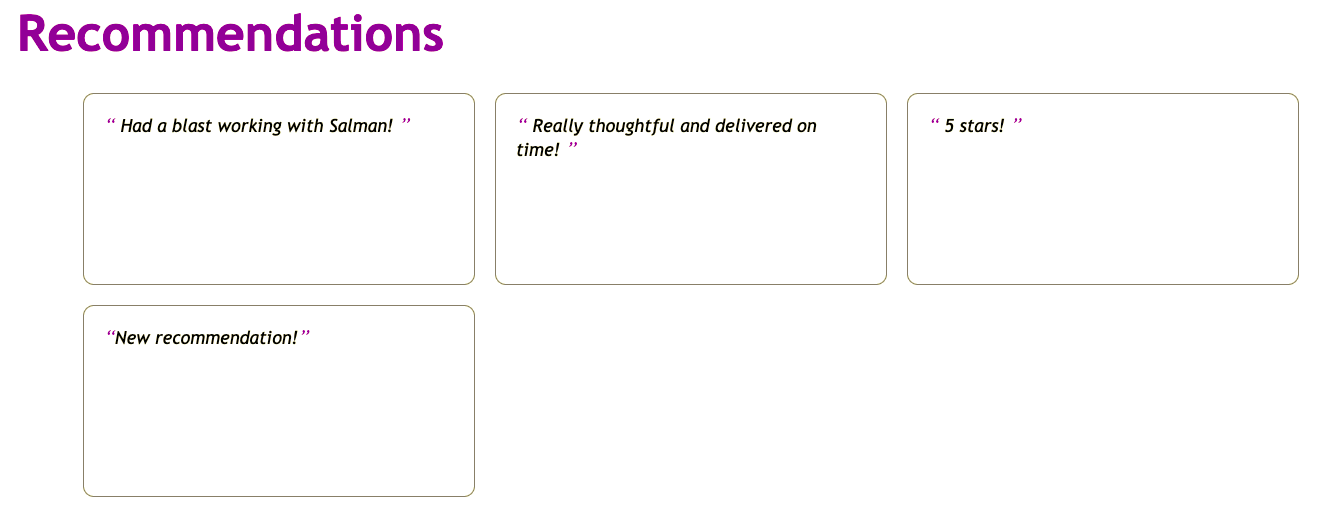 Recommendations
“ Had a blast working with Salman! ”
“ Really thoughtful and delivered on
time! ”
“ 5 stars! ”
“New recommendation!”